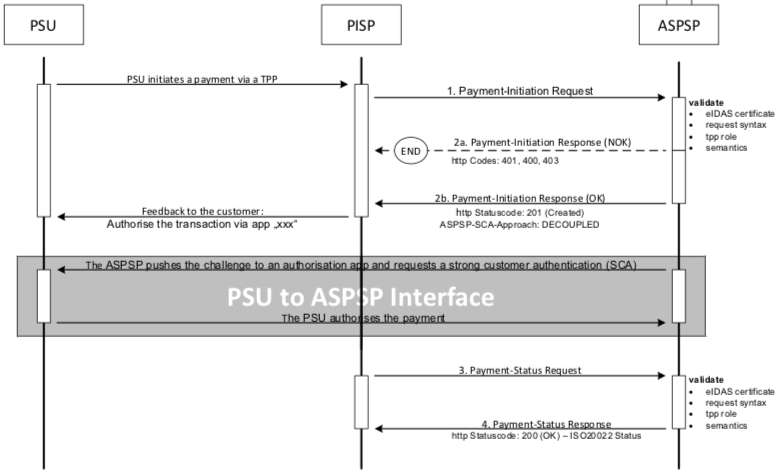 PSU
PISP
ASPSP
PSU initiates a payment via a TPP
1. Payment-Initiation Request
validate
• eIDAS certificate
• request syntax
• tpp role
• semantics
END
2a. Payment-Initiation Response (NOK)
http Codes: 401, 400, 403
2b. Payment-Initiation Response (OK)
http Statuscode: 201 (Created)
ASPSP-SCA-Approach: DECOUPLED
Feedback to the customer:
Authorise the transaction via app „xxx“
The ASPSP pushes the challenge to an authorisation app and requests a strong customer authentication (SCA)
PSU to ASPSP Interface
The PSU authorises the payment
3. Payment-Status Request
validate
• eIDAS certificate
• request syntax
• tpp role
• semantics
4. Payment-Status Response
http Statuscode: 200 (OK) – ISO20022 Status